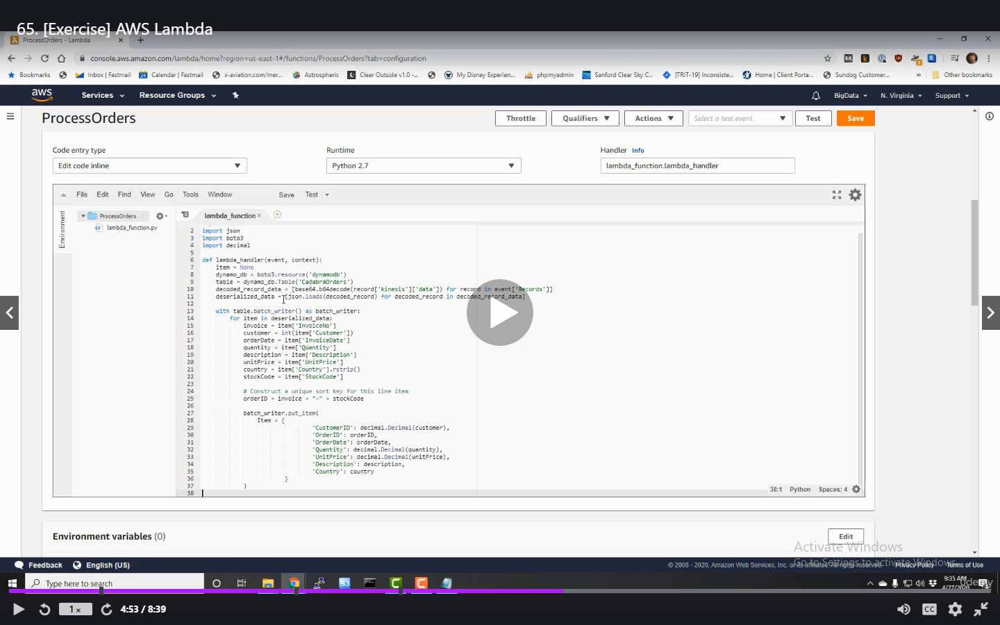 65. [Exercise] AWS Lambda
ProcessOrders - Lambda
console.aws.amazon.com/lambda/home?region=us-east-1#/functions/ProcessOrders?tab=configuration
Bookmarks Inbox | Fastmail Calendar | Fastmail x-aviation.com/mer... Astrospheric Clear Outside v1.0 -... My Disney Experien... phpmyadmin Sanford Clear Sky C... [TRIT-19] Inconsiste... Home | Client Porta... Sundog Customer... » Other bookmarks
aws Services Resource Groups BigData N. Virginia Support
ProcessOrders Throttle Qualifiers Actions Select a test event Test Save
Code entry type Runtime Handler Info
Edit code inline Python 2.7 lambda_function.lambda_handler
File Edit Find View Go Tools Window Save Test
Environment
ProcessOrders / lambda_function ×
lambda_function.py
2 import json
3 import boto3
4 import decimal
5
6 def lambda_handler(event, context):
7 item = None
8 dynamo_db = boto3.resource('dynamodb')
9 table = dynamo_db.Table('CadabraOrders')
10 decoded_record_data = [base64.b64decode(record['kinesis']['data']) for record in event['Records']]
11 deserialized_data = [json.loads(decoded_record) for decoded_record in decoded_record_data]
12
13 with table.batch_writer() as batch_writer:
14 for item in deserialized_data:
15 invoice = item['InvoiceNo']
16 customer = int(item['Customer'])
17 orderDate = item['InvoiceDate']
18 quantity = item['Quantity']
19 description = item['Description']
20 unitPrice = item['UnitPrice']
21 country = item['Country'].rstrip()
22 stockCode = item['StockCode']
23
24 # Construct a unique sort key for this line item
25 orderID = invoice + "-" + stockCode
26
27 batch_writer.put_item(
28 Item = {
29 'CustomerID': decimal.Decimal(customer),
30 'OrderID': orderID,
31 'OrderDate': orderDate,
32 'Quantity': decimal.Decimal(quantity),
33 'UnitPrice': decimal.Decimal(unitPrice),
34 'Description': description,
35 'Country': country
36 }
37 )
38
38:1 Python Spaces: 4
Environment variables (0) Edit
Activate Windows
Go to Settings to activate Windows.
Feedback English (US) © 2008 - 2020, Amazon Web Services, Inc. or its affiliates. All rights reserved. Privacy Policy Terms of Use
Type here to search 9:35 AM
4/27/2020
udemy
1 x 4:53 / 8:39 CC